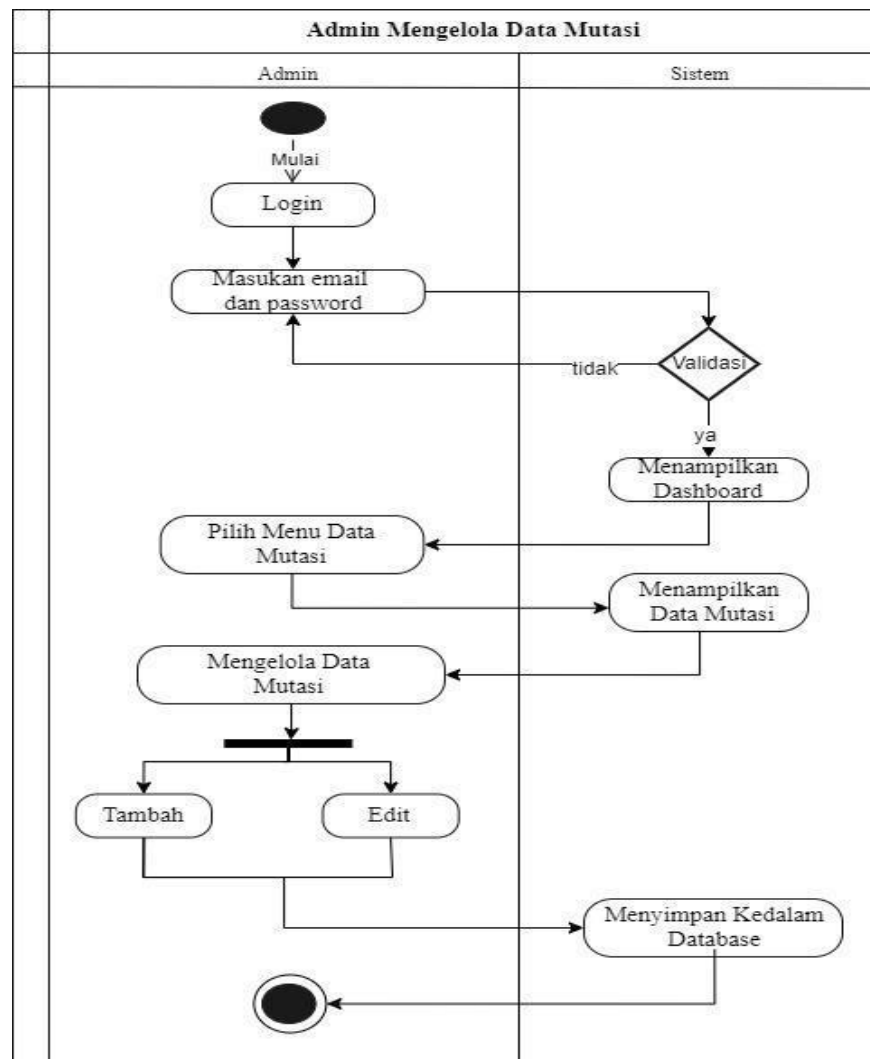 Admin Mengelola Data Mutasi
Admin
Sistem
Mulai
Login
Masukan email
dan password
Validasi
tidak
ya
Menampilkan
Dashboard
Pilih Menu Data
Mutasi
Menampilkan
Data Mutasi
Mengelola Data
Mutasi
Tambah
Edit
Menyimpan Kedalam
Database